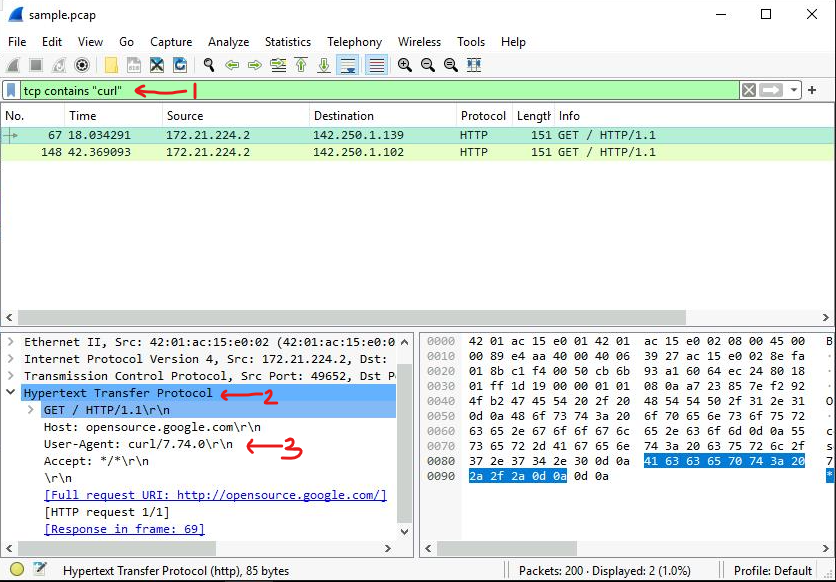 sample.pcap
File Edit View Go Capture Analyze Statistics Telephony Wireless Tools Help
tcp contains "curl" 1
No. Time Source Destination Protocol Length Info
67 18.034291 172.21.224.2 142.250.1.139 HTTP 151 GET / HTTP/1.1
148 42.369093 172.21.224.2 142.250.1.102 HTTP 151 GET / HTTP/1.1
Ethernet II, Src: 42:01:ac:15:e0:02 (42:01:ac:15:e0:0
Internet Protocol Version 4, Src: 172.21.224.2, Dst:
Transmission Control Protocol, Src Port: 49652, Dst P
Hypertext Transfer Protocol 2
GET / HTTP/1.1\r\n
Host: opensource.google.com\r\n
User-Agent: curl/7.74.0\r\n 3
Accept: */*\r\n
\r\n
[Full request URI: http://opensource.google.com/]
[HTTP request 1/1]
[Response in frame: 69]
0000 42 01 ac 15 e0 01 42 01 ac 15 e0 02 08 00 45 00 B
0010 00 89 e4 aa 40 00 40 06 39 27 ac 15 e0 02 8e fa
0020 01 8b c1 f4 00 50 cb 6b 93 a1 60 64 ec 24 80 18
0030 01 ff 1d 19 00 00 01 01 08 0a a7 23 85 7e f2 92
0040 4f b2 47 45 54 20 2f 20 48 54 54 50 2f 31 2e 31 O
0050 0d 0a 48 6f 73 74 3a 20 6f 70 65 6e 73 6f 75 72
0060 63 65 2e 67 6f 6f 67 6c 65 2e 63 6f 6d 0d 0a 55 c
0070 73 65 72 2d 41 67 65 6e 74 3a 20 63 75 72 6c 2f s
0080 37 2e 37 34 2e 30 0d 0a 41 63 63 65 70 74 3a 20 7
0090 2a 2f 2a 0d 0a 0d 0a *
Hypertext Transfer Protocol (http), 85 bytes
Packets: 200 · Displayed: 2 (1.0%)
Profile: Default